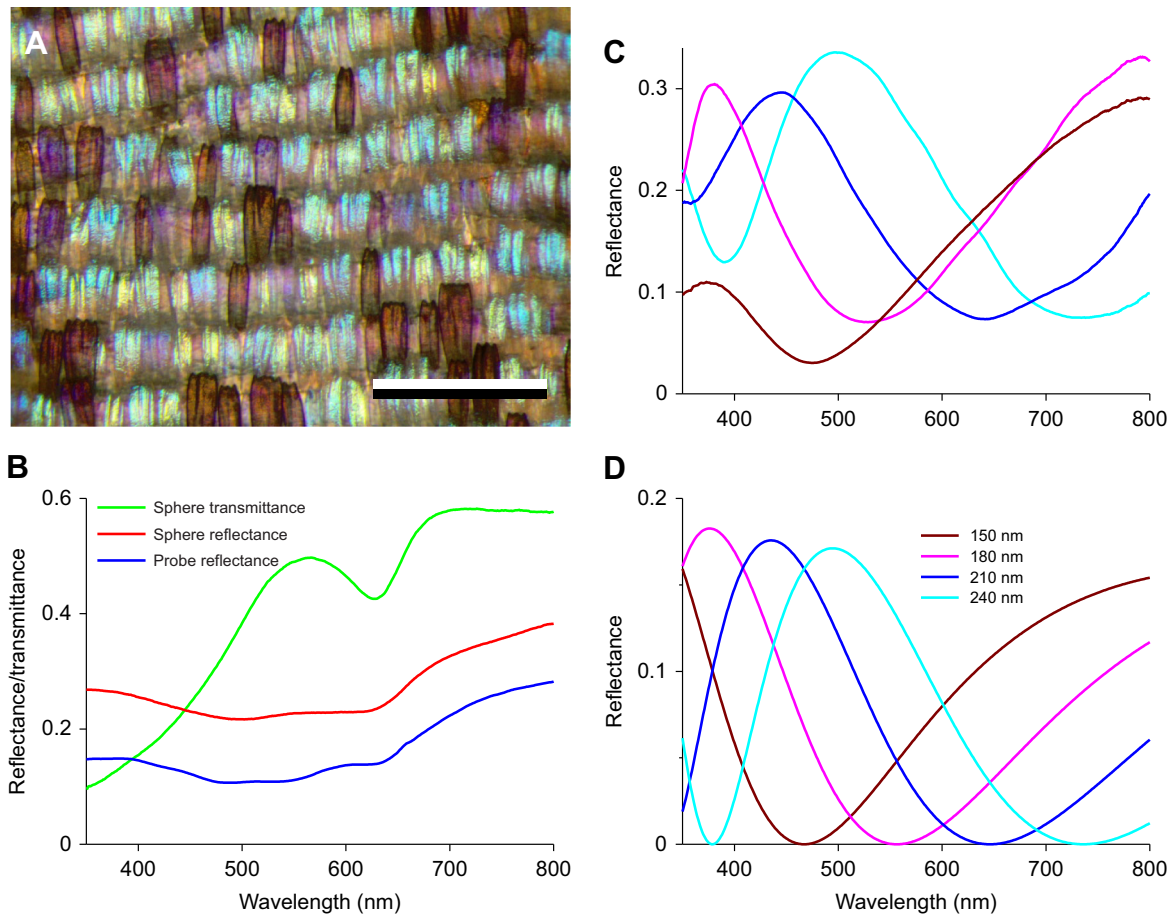 A
B
0.6
0.4
0.2
0
Reflectance/transmittance
Sphere transmittance
Sphere reflectance
Probe reflectance
400 500 600 700 800
Wavelength (nm)
C
0.3
0.2
0.1
0
Reflectance
400 500 600 700 800
D
0.2
0.1
0
Reflectance
150 nm
180 nm
210 nm
240 nm
400 500 600 700 800
Wavelength (nm)